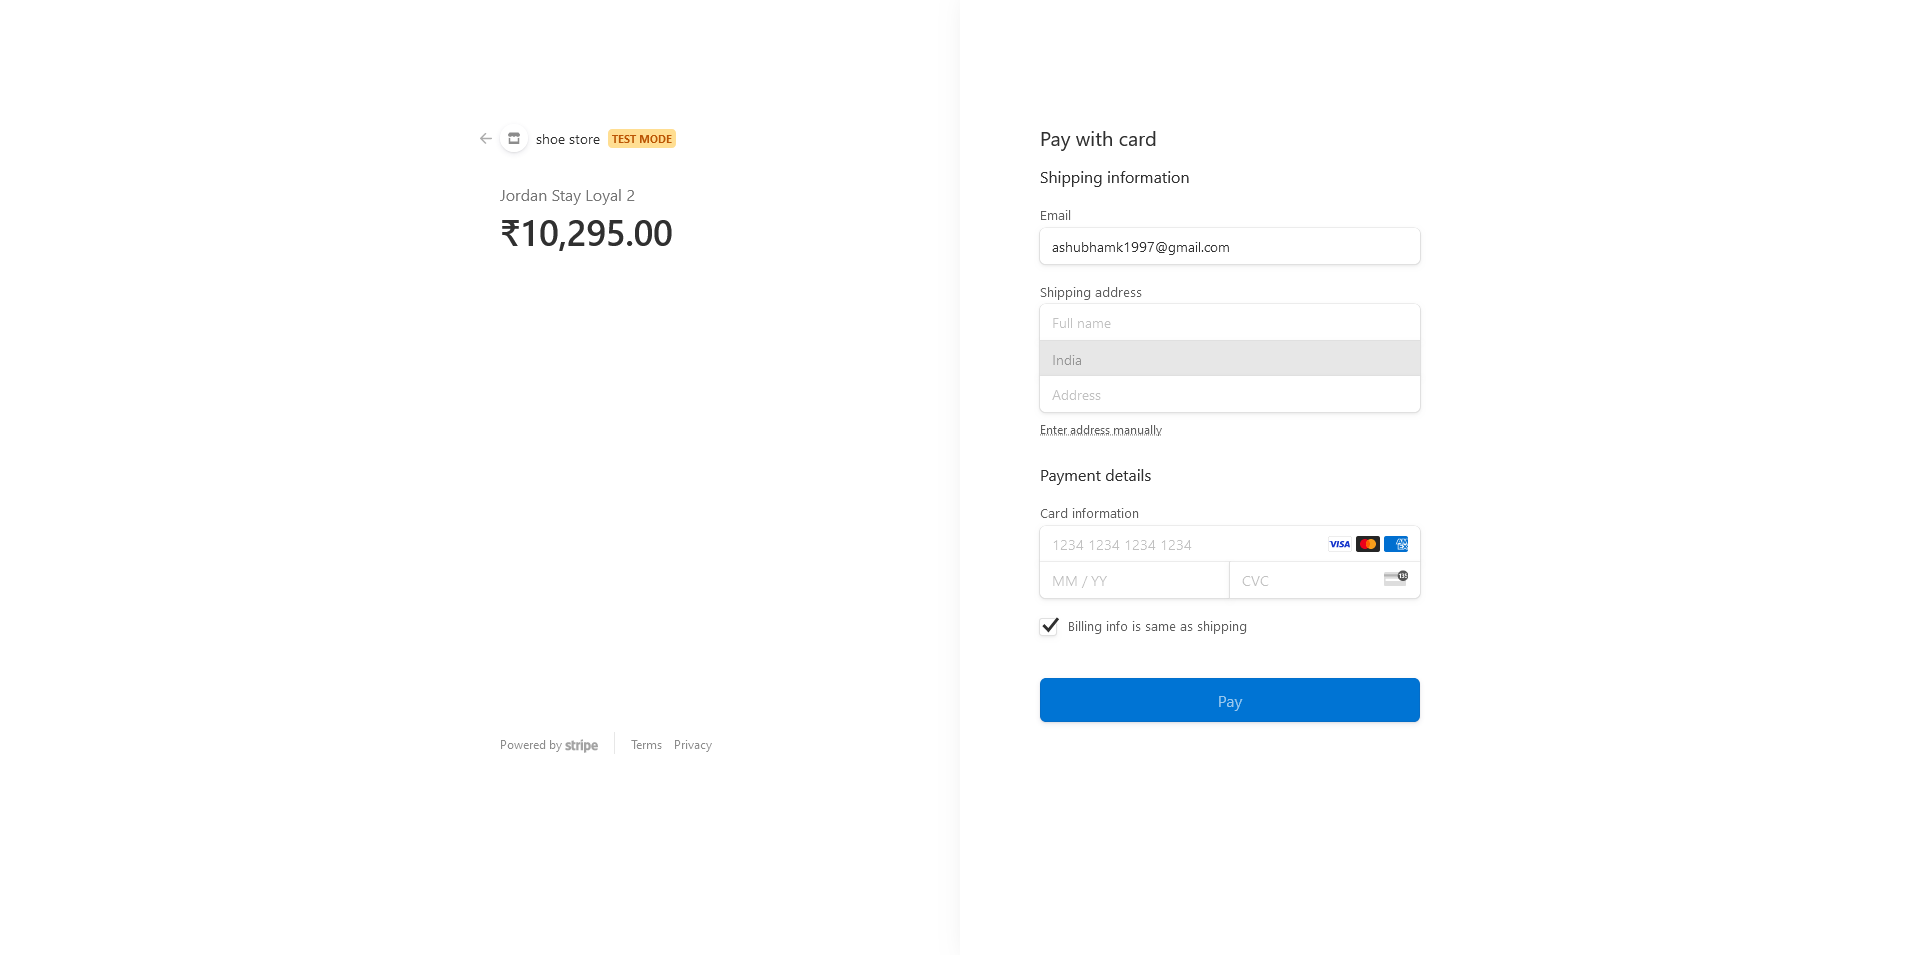 shoe store TEST MODE
Jordan Stay Loyal 2
₹10,295.00
Powered by stripe
Terms Privacy
Pay with card
Shipping information
Email
ashubhamk1997@gmail.com
Shipping address
Full name
India
Address
Enter address manually
Payment details
Card information
1234 1234 1234 1234 VISA AMEX
MM / YY CVC 135
Billing info is same as shipping
Pay